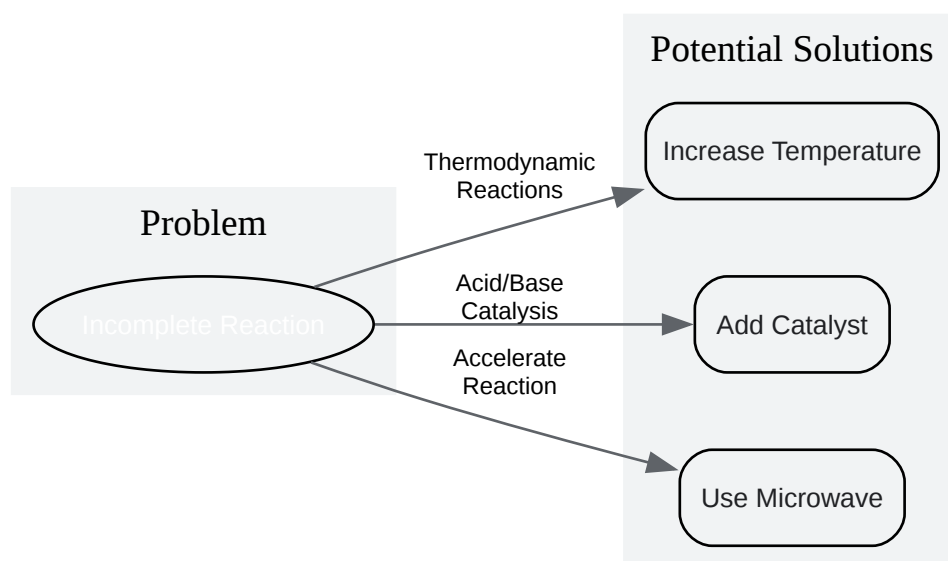 Potential Solutions
Increase Temperature
Thermodynamic
Reactions
Problem
Incomplete Reaction
Acid/Base
Catalysis
Add Catalyst
Accelerate
Reaction
Use Microwave